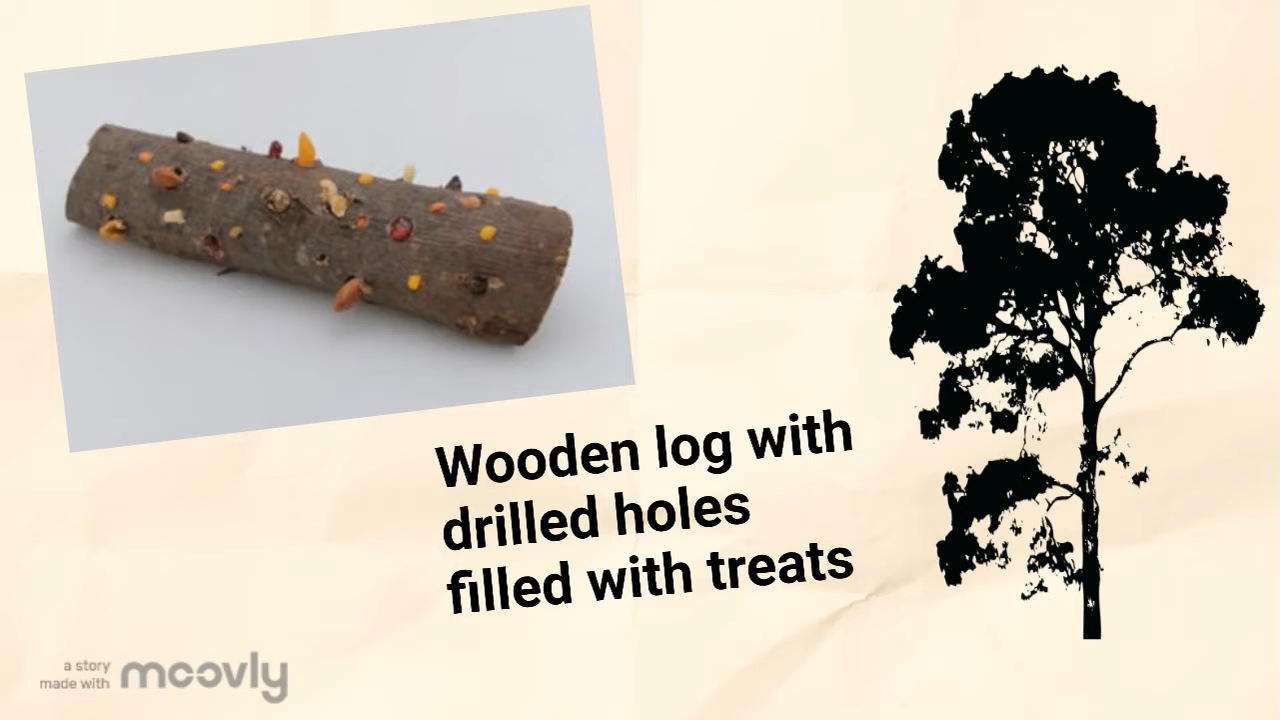 Wooden log with
drilled holes
filled with treats
a story
made with moovly